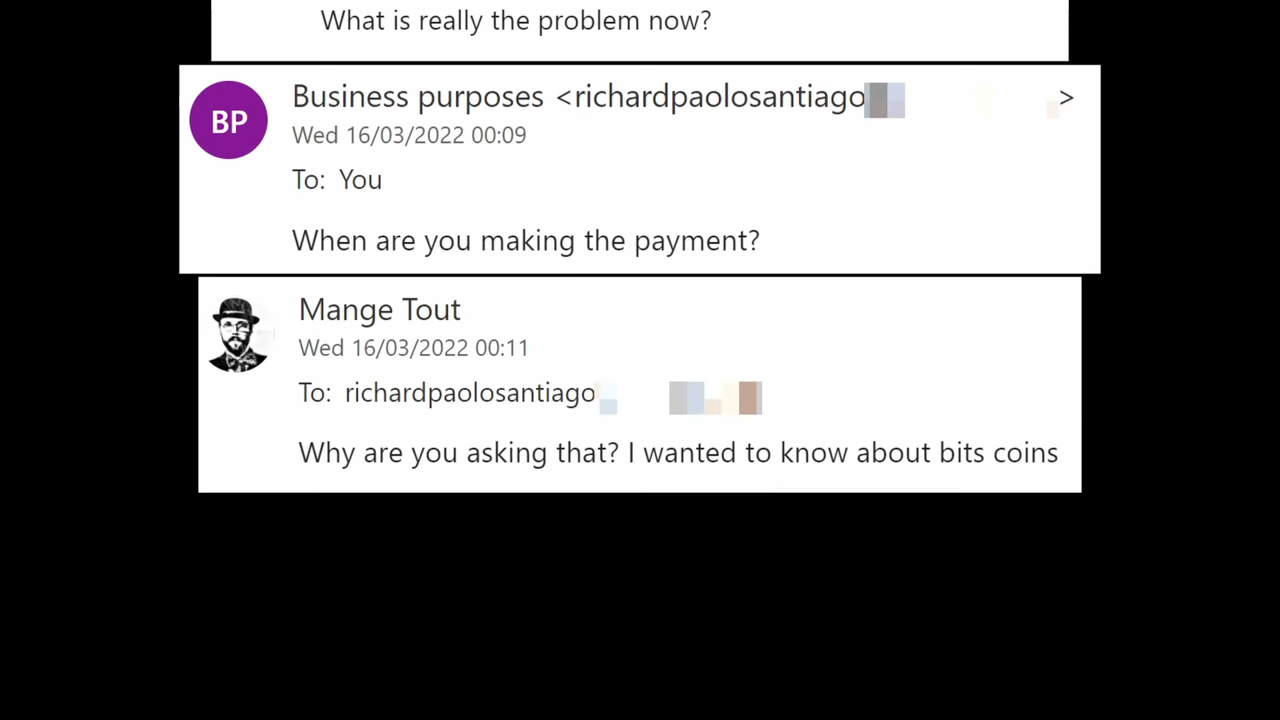 What is really the problem now?
BP
Business purposes <richardpaolosantiago >
Wed 16/03/2022 00:09
To: You
When are you making the payment?
Mange Tout
Wed 16/03/2022 00:11
To: richardpaolosantiago
Why are you asking that? I wanted to know about bits coins